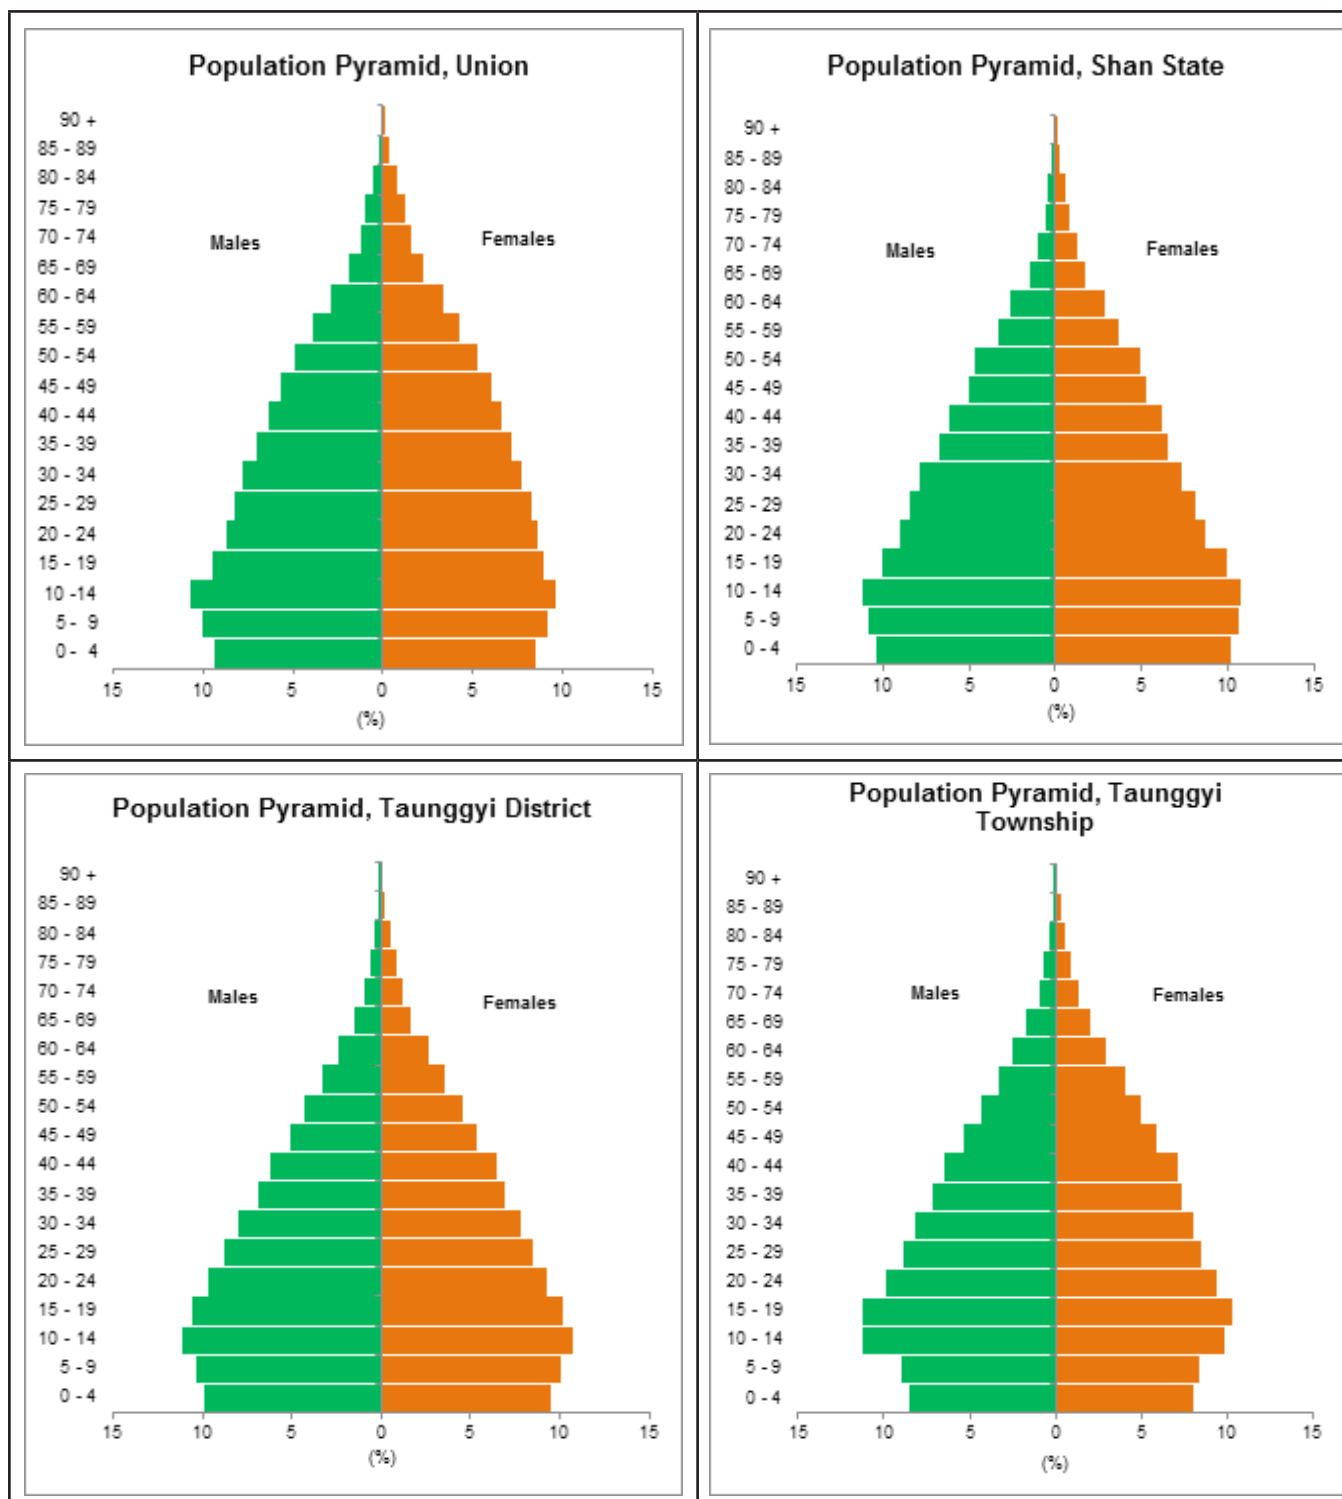 Population Pyramid, Union
90 +
85 - 89
80 - 84
75 - 79
70 - 74
65 - 69
60 - 64
55 - 59
50 - 54
45 - 49
40 - 44
35 - 39
30 - 34
25 - 29
20 - 24
15 - 19
10 -14
5 -  9
0 -  4
Males
Females
15 10 5 0 5 10 15
(%)
Population Pyramid, Shan State
90 +
85 - 89
80 - 84
75 - 79
70 - 74
65 - 69
60 - 64
55 - 59
50 - 54
45 - 49
40 - 44
35 - 39
30 - 34
25 - 29
20 - 24
15 - 19
10 - 14
5 - 9
0 - 4
Males
Females
15 10 5 0 5 10 15
(%)
Population Pyramid, Taunggyi District
90 +
85 - 89
80 - 84
75 - 79
70 - 74
65 - 69
60 - 64
55 - 59
50 - 54
45 - 49
40 - 44
35 - 39
30 - 34
25 - 29
20 - 24
15 - 19
10 - 14
5 - 9
0 - 4
Males
Females
15 10 5 0 5 10 15
(%)
Population Pyramid, Taunggyi
Township
90 +
85 - 89
80 - 84
75 - 79
70 - 74
65 - 69
60 - 64
55 - 59
50 - 54
45 - 49
40 - 44
35 - 39
30 - 34
25 - 29
20 - 24
15 - 19
10 - 14
5 - 9
0 - 4
Males
Females
15 10 5 0 5 10 15
(%)